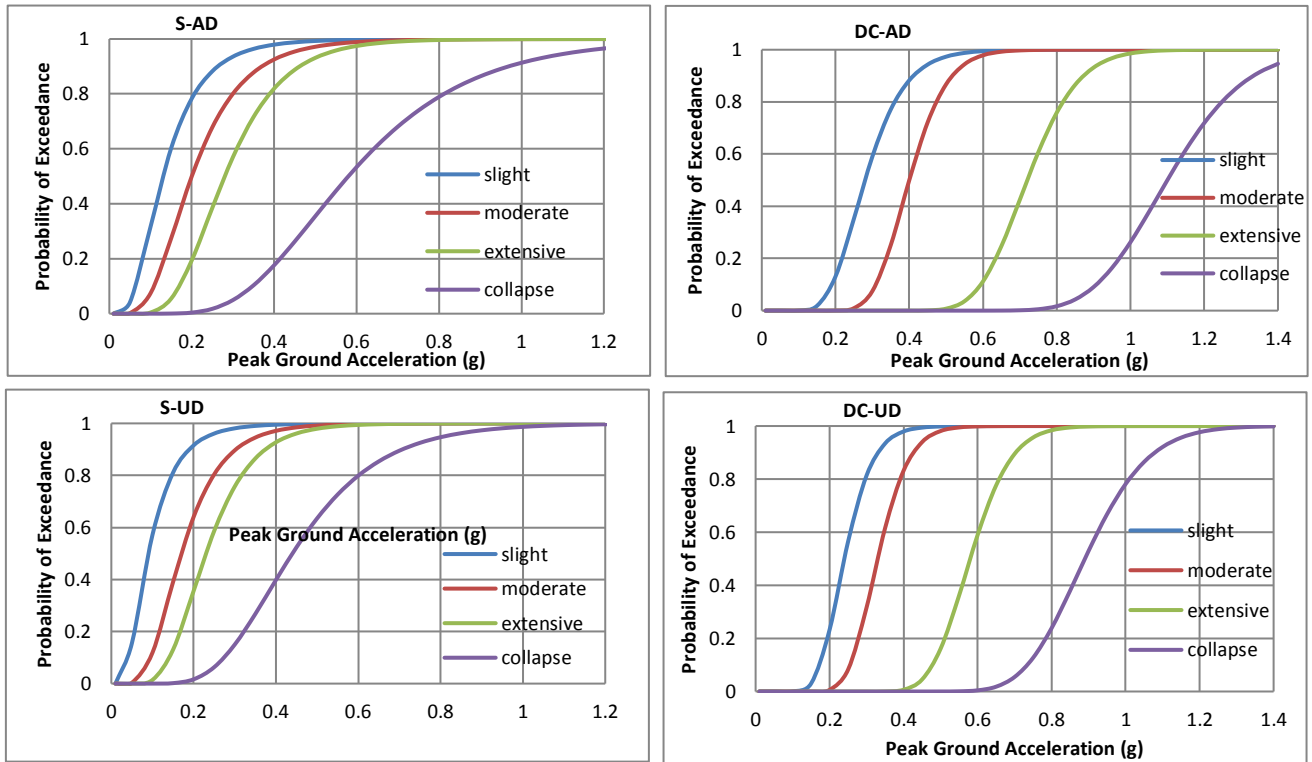 S-AD
Probability of Exceedance
1
0.8
0.6
0.4
0.2
0
0 0.2 0.4 0.6 0.8 1 1.2
Peak Ground Acceleration (g)
slight
moderate
extensive
collapse
DC-AD
Probability of Exceedance
1
0.8
0.6
0.4
0.2
0
0 0.2 0.4 0.6 0.8 1 1.2 1.4
Peak Ground Acceleration (g)
slight
moderate
extensive
collapse
S-UD
Probability of Exceedance
1
0.8
0.6
0.4
0.2
0
0 0.2 0.4 0.6 0.8 1 1.2
Peak Ground Acceleration (g)
slight
moderate
extensive
collapse
DC-UD
Probability of Exceedance
1
0.8
0.6
0.4
0.2
0
0 0.2 0.4 0.6 0.8 1 1.2 1.4
Peak Ground Acceleration (g)
slight
moderate
extensive
collapse